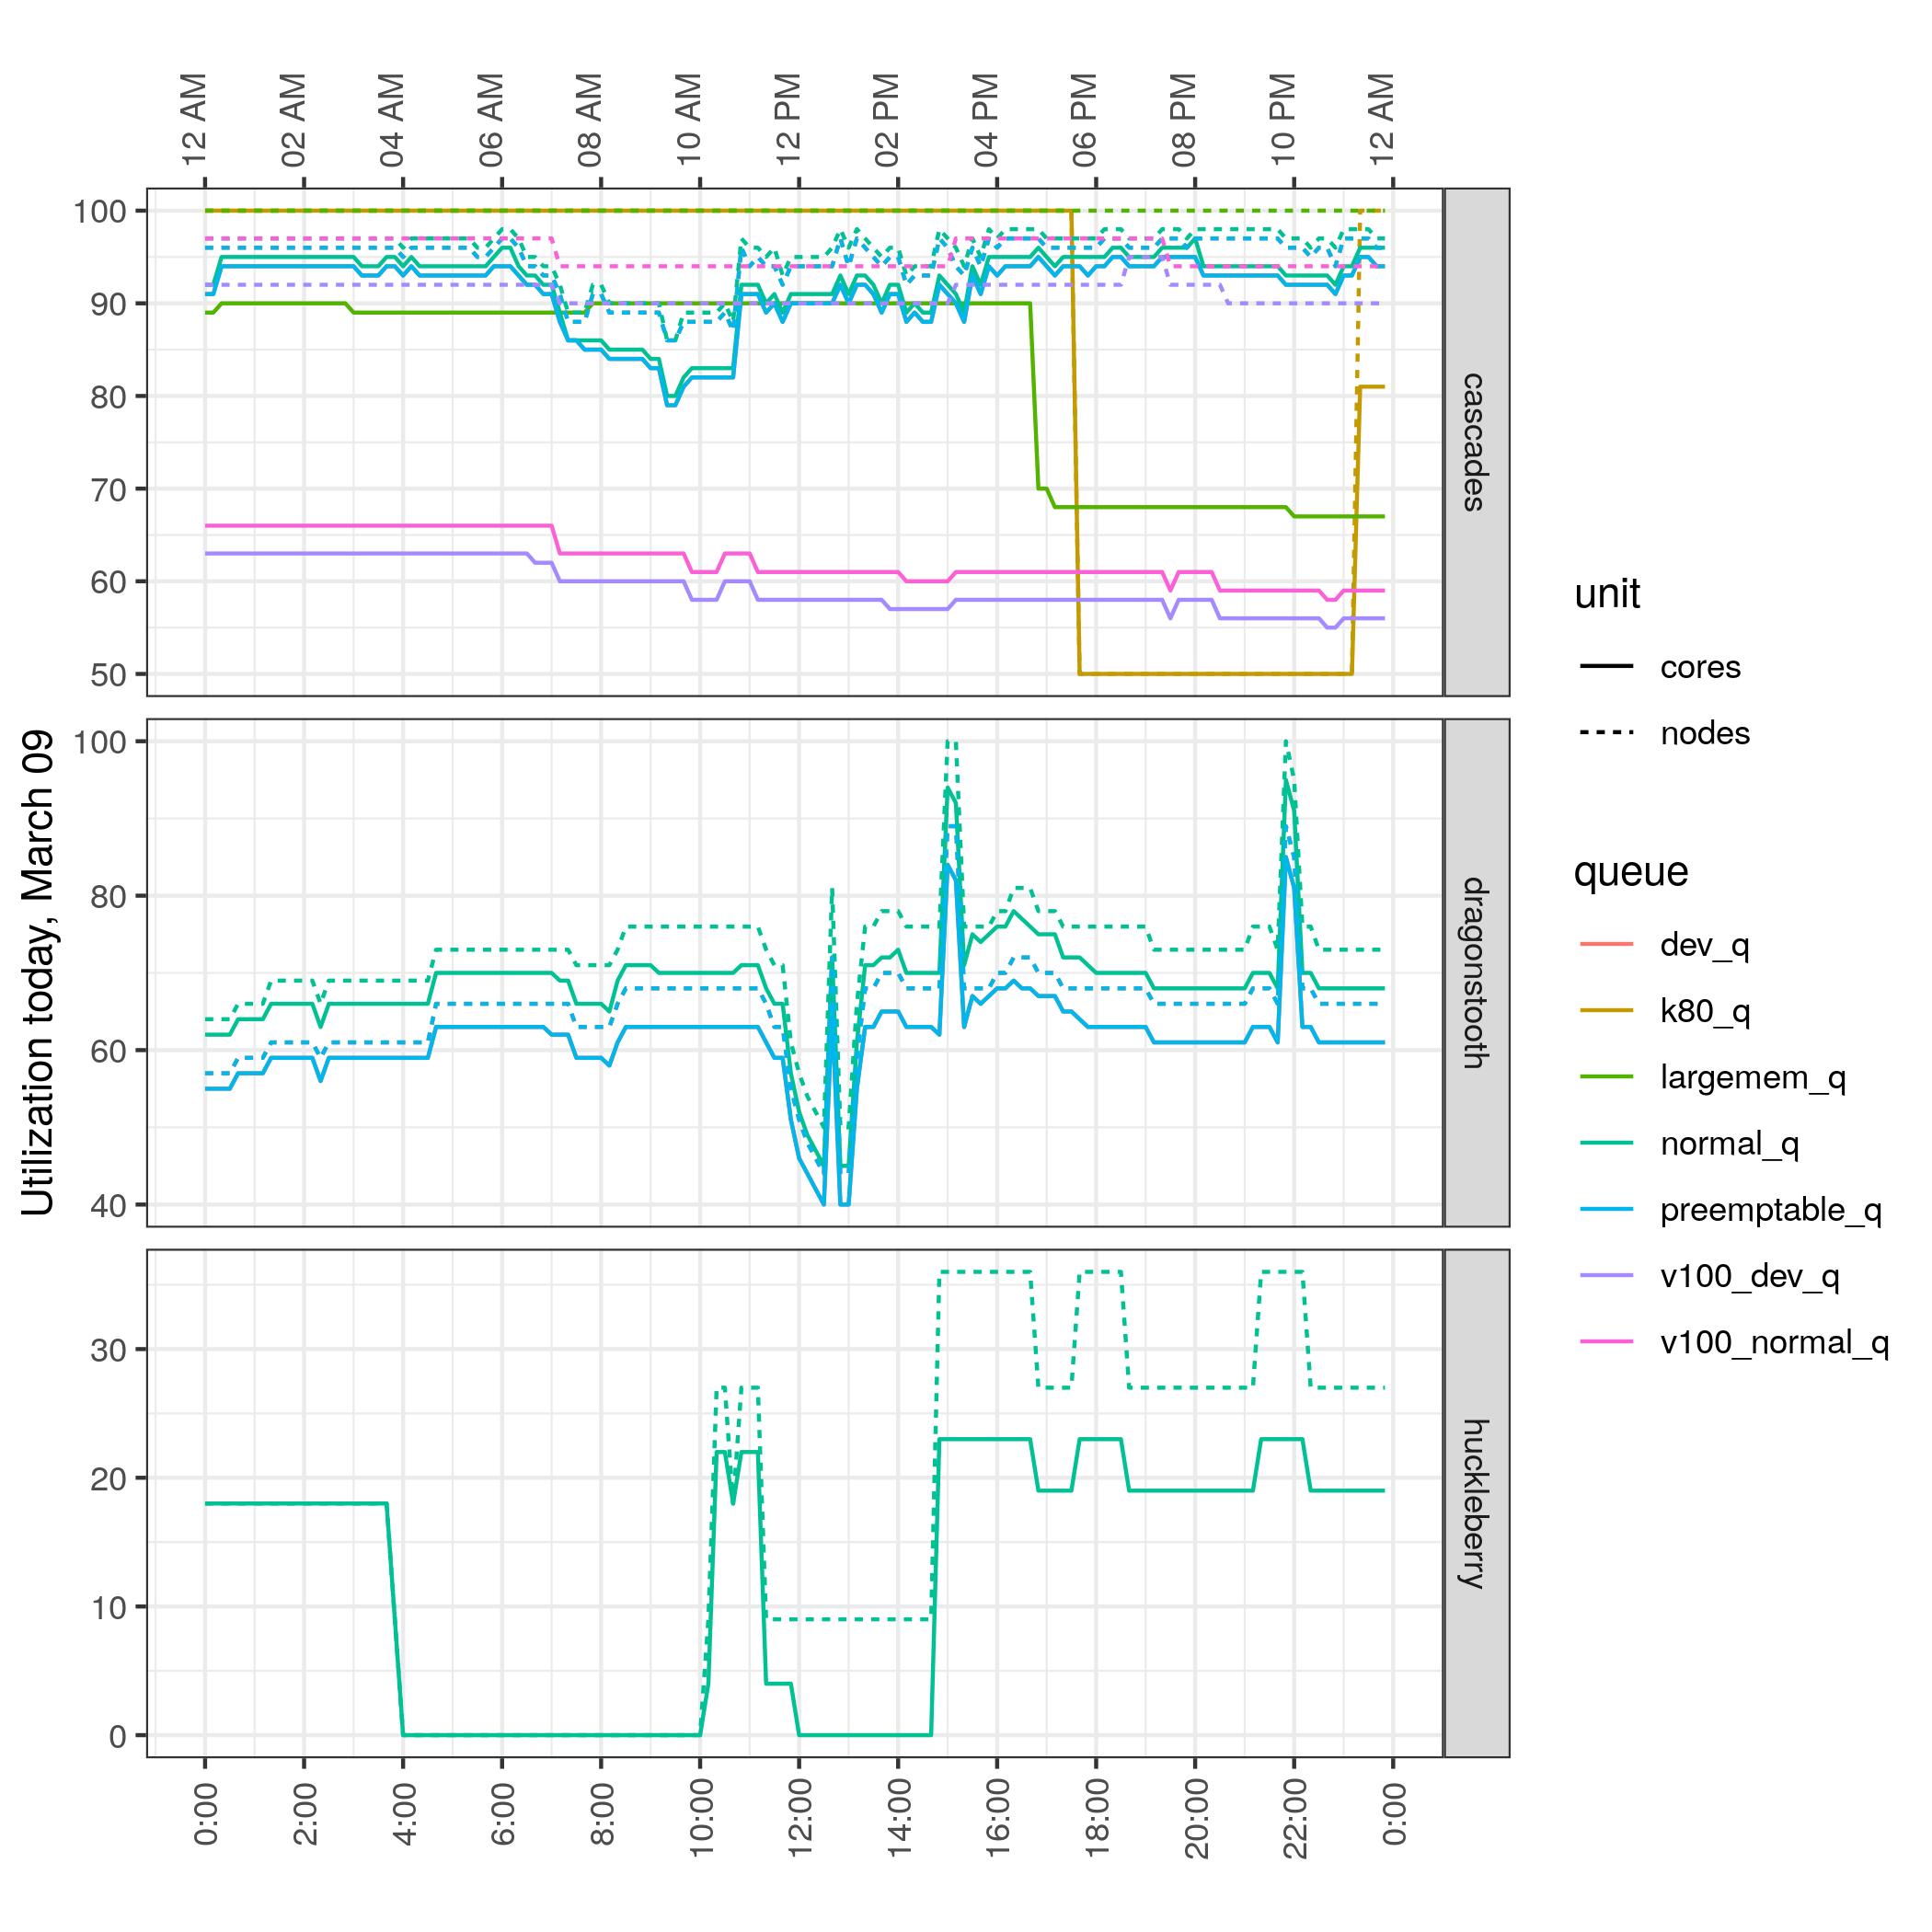 12 AM
02 AM
04 AM
06 AM
08 AM
10 AM
12 PM
02 PM
04 PM
06 PM
08 PM
10 PM
12 AM
Utilization today, March 09
100
90
80
70
60
50
cascades
100
80
60
40
dragonstooth
30
20
10
0
huckleberry
0:00
2:00
4:00
6:00
8:00
10:00
12:00
14:00
16:00
18:00
20:00
22:00
0:00
unit
cores
nodes
queue
dev_q
k80_q
largemem_q
normal_q
preemptable_q
v100_dev_q
v100_normal_q